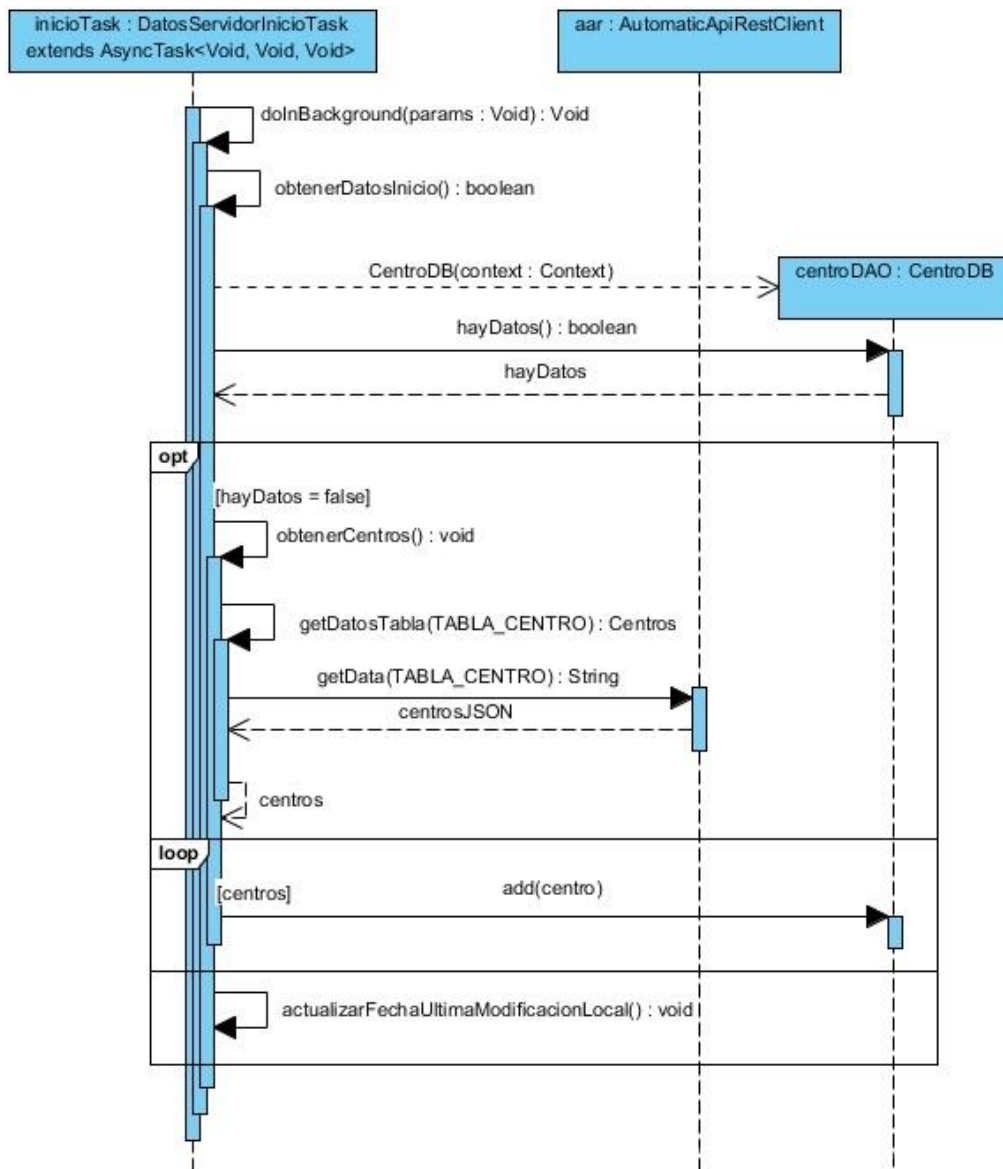 inicioTask : DatosServidorInicioTask
extends AsyncTask<Void, Void, Void>
aar : AutomaticApiRestClient
doInBackground(params : Void) : Void
obtenerDatosInicio() : boolean
CentroDB(context : Context)
centroDAO : CentroDB
hayDatos() : boolean
hayDatos
opt
[hayDatos = false]
obtenerCentros() : void
getDatosTabla(TABLA_CENTRO) : Centros
getData(TABLA_CENTRO) : String
centrosJSON
centros
loop
[centros]
add(centro)
actualizarFechaUltimaModificacionLocal() : void